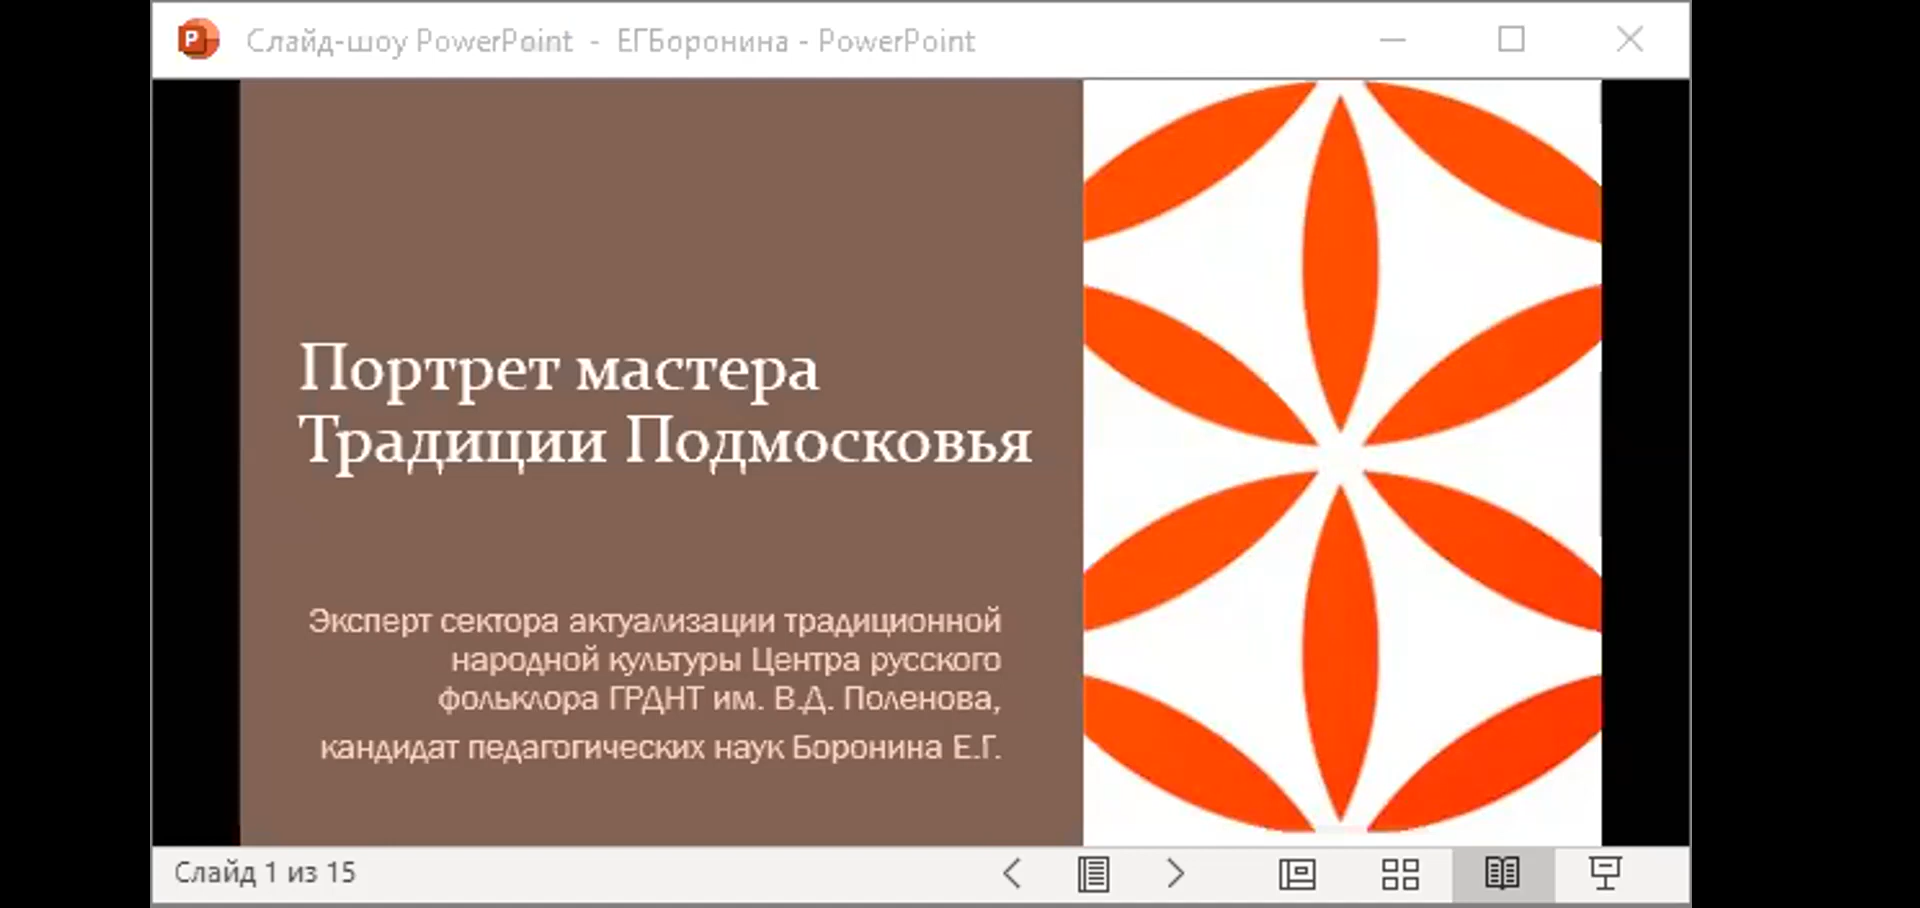 Слайд-шоу PowerPoint - ЕГБоронина - PowerPoint
Портрет мастера
Традиции Подмосковья
Эксперт сектора актуализации традиционной
народной культуры Центра русского
фольклора ГРДНТ им. В.Д. Поленова,
кандидат педагогических наук Боронина Е.Г.
Слайд 1 из 15